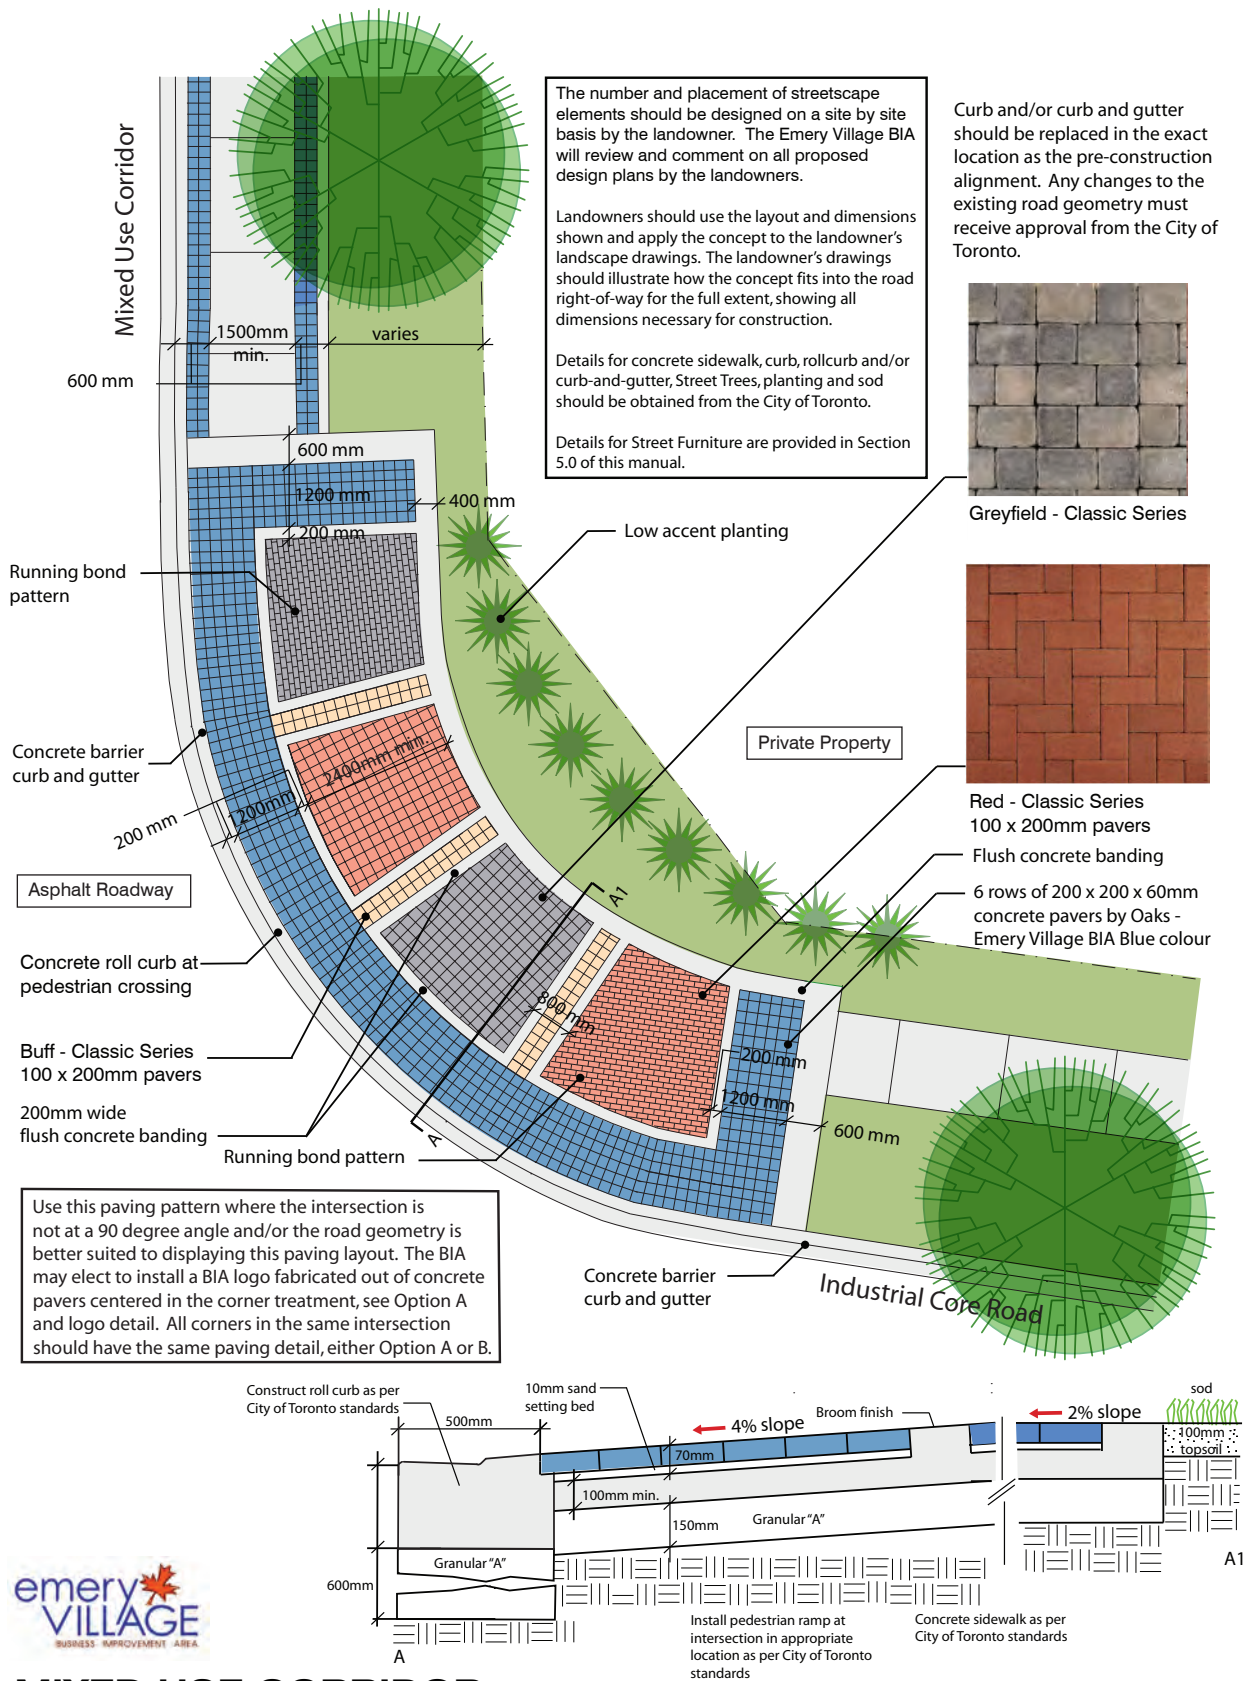 The number and placement of streetscape
elements should be designed on a site by site
basis by the landowner.  The Emery Village BIA
will review and comment on all proposed
design plans by the landowners.
Landowners should use the layout and dimensions
shown and apply the concept to the landowner's
landscape drawings. The landowner's drawings
should illustrate how the concept fits into the road
right-of-way for the full extent, showing all
dimensions necessary for construction.
Details for concrete sidewalk, curb, rollcurb and/or
curb-and-gutter, Street Trees, planting and sod
should be obtained from the City of Toronto.
Details for Street Furniture are provided in Section
5.0 of this manual.
Curb and/or curb and gutter
should be replaced in the exact
location as the pre-construction
alignment.  Any changes to the
existing road geometry must
receive approval from the City of
Toronto.
Mixed Use Corridor
1500mm
min.
varies
600 mm
600 mm
1200 mm
400 mm
200 mm
Greyfield - Classic Series
Low accent planting
Running bond
pattern
Private Property
Concrete barrier
curb and gutter
2400mm min.
1200mm
200 mm
Red - Classic Series
100 x 200mm pavers
Flush concrete banding
Asphalt Roadway
A1
6 rows of 200 x 200 x 60mm
concrete pavers by Oaks -
Emery Village BIA Blue colour
Concrete roll curb at
pedestrian crossing
800 mm
Buff - Classic Series
100 x 200mm pavers
200 mm
1200 mm
600 mm
200mm wide
flush concrete banding
A
Running bond pattern
Use this paving pattern where the intersection is
not at a 90 degree angle and/or the road geometry is
better suited to displaying this paving layout.  The BIA
may elect to install a BIA logo fabricated out of concrete
pavers centered in the corner treatment, see Option A
and logo detail.  All corners in the same intersection
should have the same paving detail, either Option A or B.
Concrete barrier
curb and gutter
Industrial Core Road
Construct roll curb as per
City of Toronto standards
500mm
10mm sand
setting bed
4% slope
Broom finish
2% slope
sod
100mm
topsoil
70mm
100mm min.
150mm
Granular "A"
Granular "A"
600mm
A1
A
Install pedestrian ramp at
intersection in appropriate
location as per City of Toronto
standards
Concrete sidewalk as per
City of Toronto standards
emery
VILLAGE
BUSINESS IMPROVEMENT AREA
MIXED USE CORRIDOR